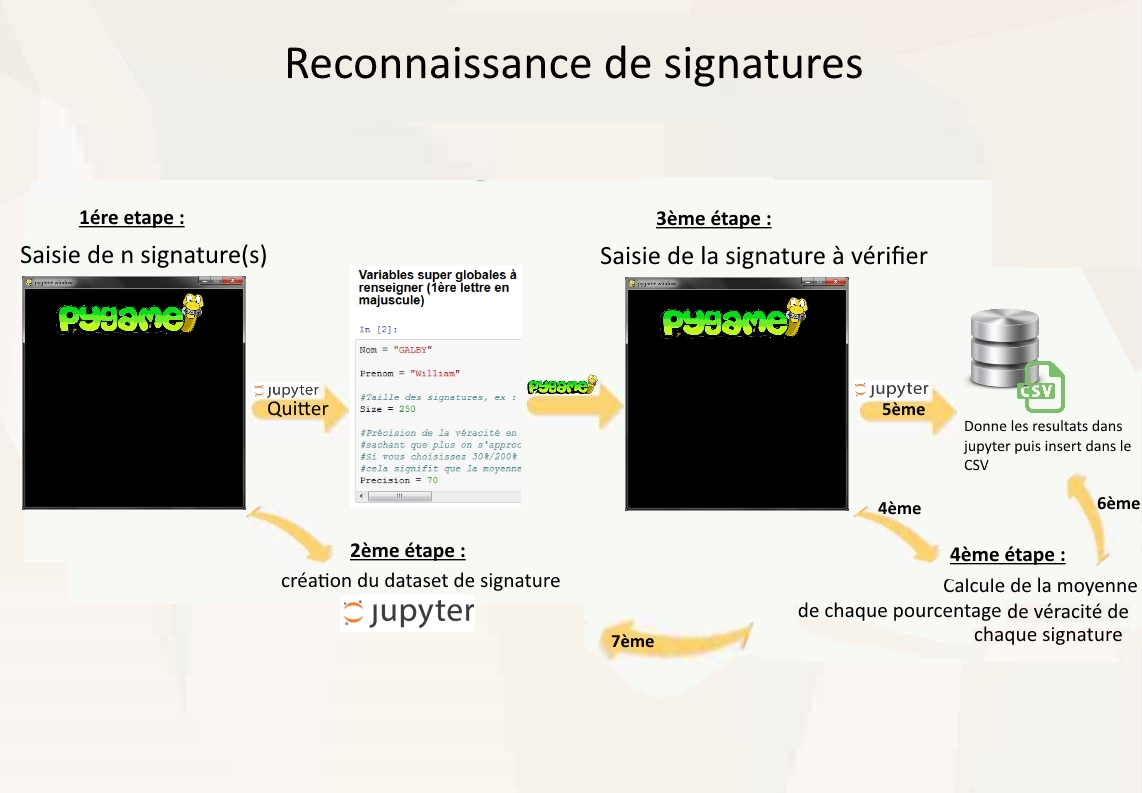 Reconnaissance de signatures
1ére etape :
Saisie de n signature(s)
pygame window
pygame
jupyter
Quitter
Variables super globales à
renseigner (1ère lettre en
majuscule)
In [2]:
Nom = "GALBY"
Prenom = "William"
#Taille des signatures, ex :
Size = 250
#Précision de la véracité en
#sachant que plus on s'approc
#Si vous choisissez 30%/200%
#cela signifit que la moyenne
Precision = 70
2ème étape :
création du dataset de signature
jupyter
pygame
3ème étape :
Saisie de la signature à vérifier
pygame window
pygame
jupyter
5ème
CSV
Donne les resultats dans
jupyter puis insert dans le
CSV
4ème
6ème
4ème étape :
Calcule de la moyenne
de chaque pourcentage de véracité de
chaque signature
7ème